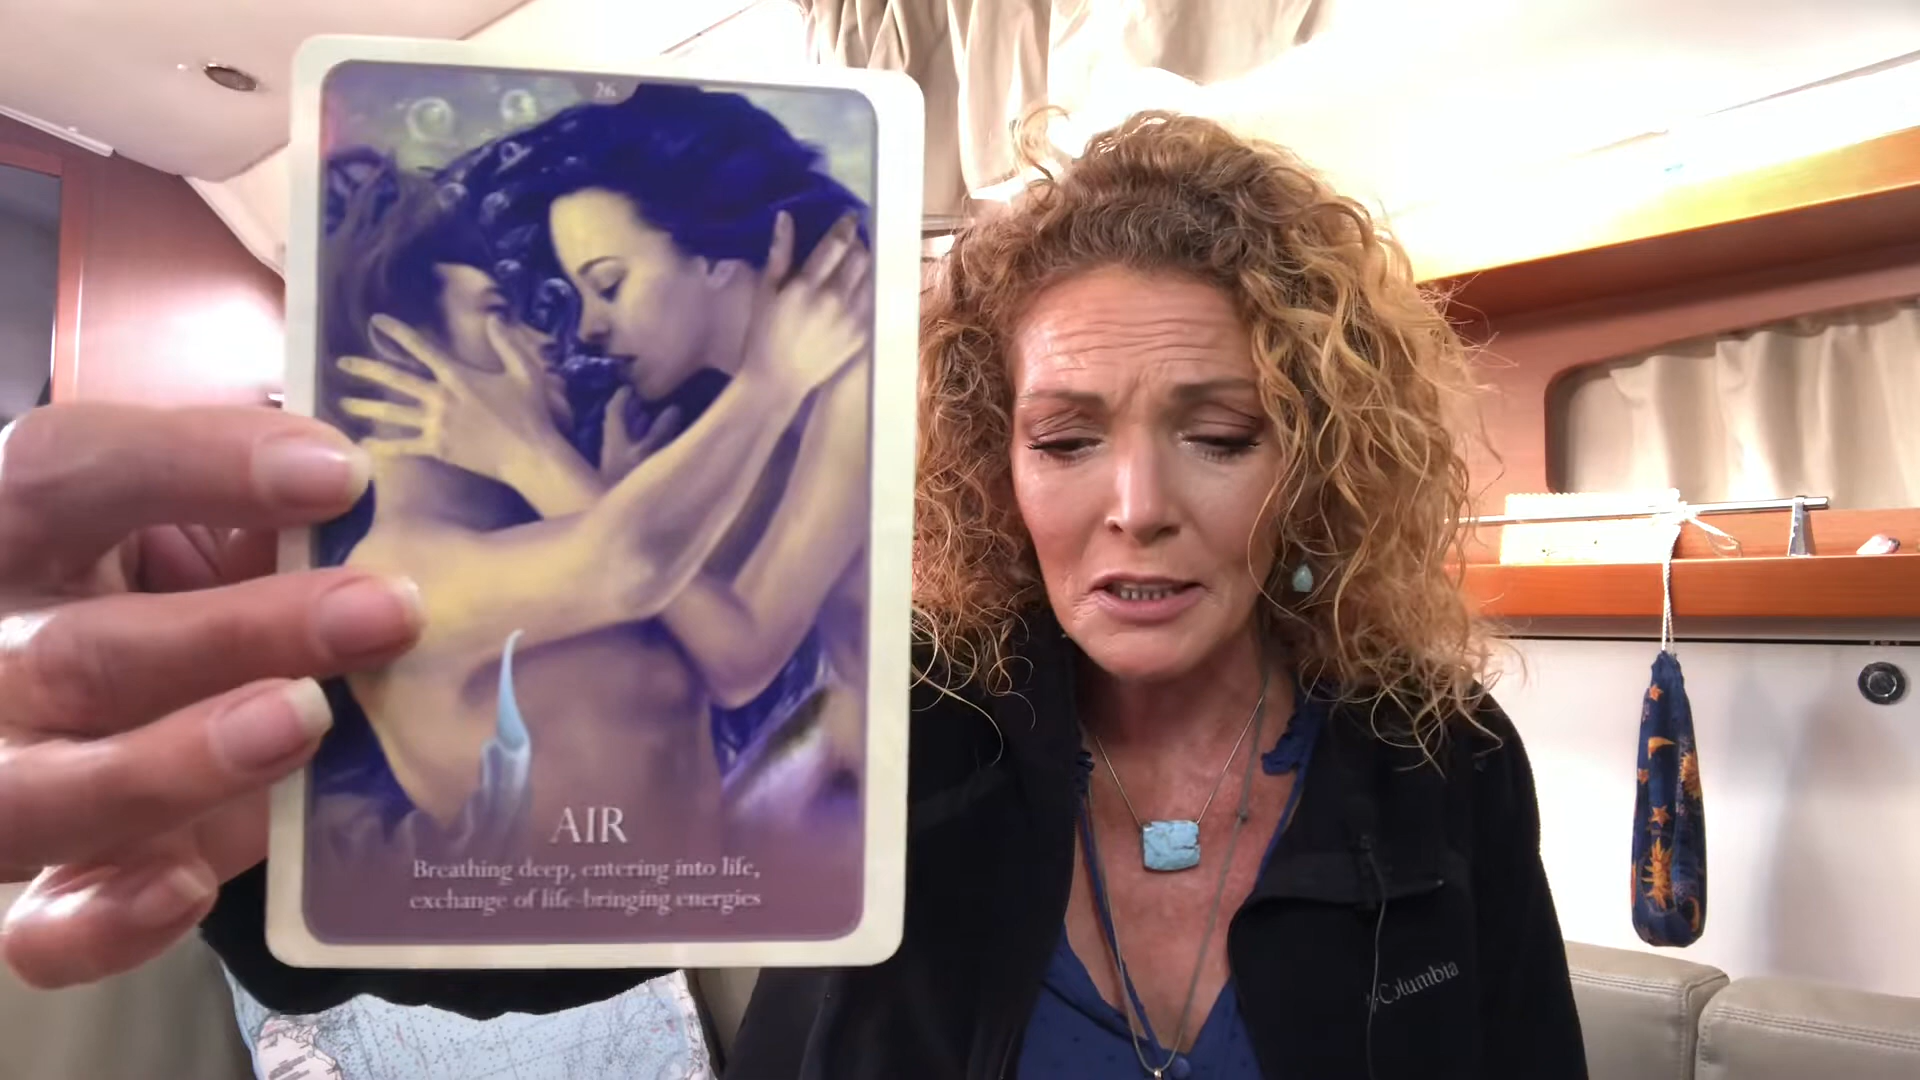 26
AIR
Breathing deep, entering into life,
exchange of life-bringing energies
Columbia